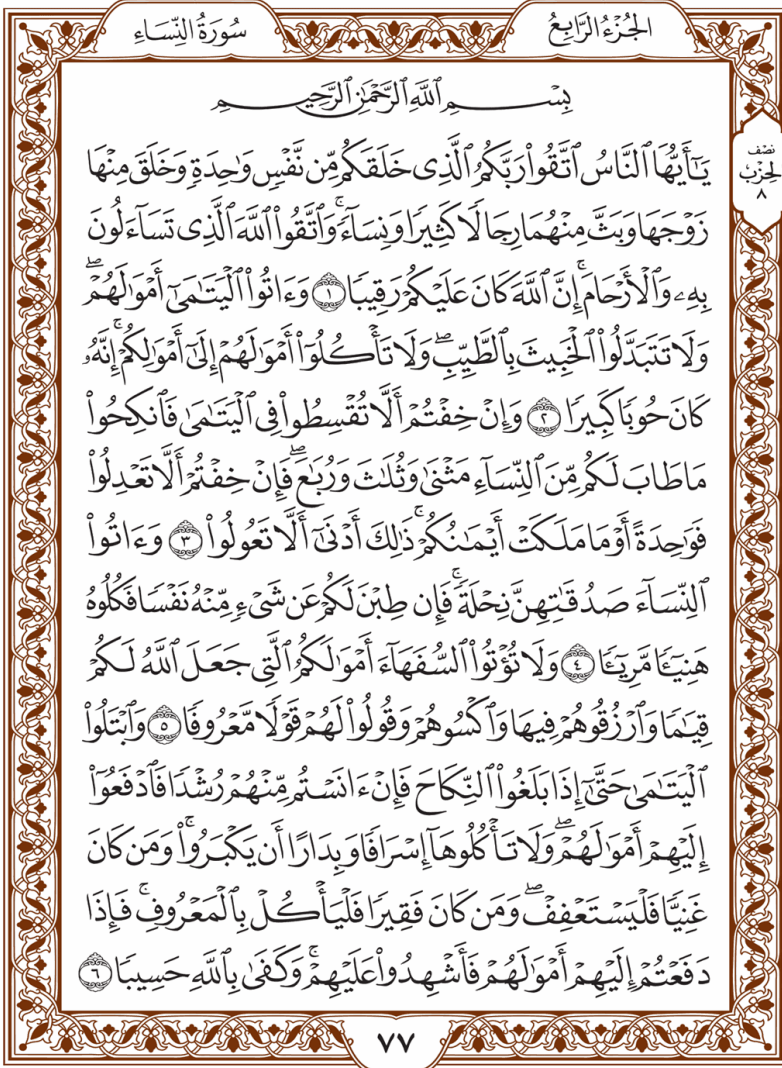 الجُزْءُ الرَّابِعُ
سُورَةُ النِّسَاءِ
بِسْمِ ٱللَّهِ ٱلرَّحْمَٰنِ ٱلرَّحِيمِ
نصف
الحزب
٨
يَٰٓأَيُّهَا ٱلنَّاسُ ٱتَّقُوا۟ رَبَّكُمُ ٱلَّذِى خَلَقَكُم مِّن نَّفْسٍ وَٰحِدَةٍ وَخَلَقَ مِنْهَا
زَوْجَهَا وَبَثَّ مِنْهُمَا رِجَالًا كَثِيرًا وَنِسَآءً ۚ وَٱتَّقُوا۟ ٱللَّهَ ٱلَّذِى تَسَآءَلُونَ
بِهِۦ وَٱلْأَرْحَامَ ۚ إِنَّ ٱللَّهَ كَانَ عَلَيْكُمْ رَقِيبًا ١ وَءَاتُوا۟ ٱلْيَتَٰمَىٰٓ أَمْوَٰلَهُمْ ۖ
وَلَا تَتَبَدَّلُوا۟ ٱلْخَبِيثَ بِٱلطَّيِّبِ ۖ وَلَا تَأْكُلُوٓا۟ أَمْوَٰلَهُمْ إِلَىٰٓ أَمْوَٰلِكُمْ ۚ إِنَّهُۥ
كَانَ حُوبًا كَبِيرًا ٢ وَإِنْ خِفْتُمْ أَلَّا تُقْسِطُوا۟ فِى ٱلْيَتَٰمَىٰ فَٱنكِحُوا۟
مَا طَابَ لَكُم مِّنَ ٱلنِّسَآءِ مَثْنَىٰ وَثُلَٰثَ وَرُبَٰعَ ۖ فَإِنْ خِفْتُمْ أَلَّا تَعْدِلُوا۟
فَوَٰحِدَةً أَوْ مَا مَلَكَتْ أَيْمَٰنُكُمْ ۚ ذَٰلِكَ أَدْنَىٰٓ أَلَّا تَعُولُوا۟ ٣ وَءَاتُوا۟
ٱلنِّسَآءَ صَدُقَٰتِهِنَّ نِحْلَةً ۚ فَإِن طِبْنَ لَكُمْ عَن شَىْءٍ مِّنْهُ نَفْسًا فَكُلُوهُ
هَنِيٓـًٔا مَّرِيٓـًٔا ٤ وَلَا تُؤْتُوا۟ ٱلسُّفَهَآءَ أَمْوَٰلَكُمُ ٱلَّتِى جَعَلَ ٱللَّهُ لَكُمْ
قِيَٰمًا وَٱرْزُقُوهُمْ فِيهَا وَٱكْسُوهُمْ وَقُولُوا۟ لَهُمْ قَوْلًا مَّعْرُوفًا ٥ وَٱبْتَلُوا۟
ٱلْيَتَٰمَىٰ حَتَّىٰٓ إِذَا بَلَغُوا۟ ٱلنِّكَاحَ فَإِنْ ءَانَسْتُم مِّنْهُمْ رُشْدًا فَٱدْفَعُوٓا۟
إِلَيْهِمْ أَمْوَٰلَهُمْ ۖ وَلَا تَأْكُلُوهَآ إِسْرَافًا وَبِدَارًا أَن يَكْبَرُوا۟ ۚ وَمَن كَانَ
غَنِيًّا فَلْيَسْتَعْفِفْ ۖ وَمَن كَانَ فَقِيرًا فَلْيَأْكُلْ بِٱلْمَعْرُوفِ ۚ فَإِذَا
دَفَعْتُمْ إِلَيْهِمْ أَمْوَٰلَهُمْ فَأَشْهِدُوا۟ عَلَيْهِمْ ۚ وَكَفَىٰ بِٱللَّهِ حَسِيبًا ٦
٧٧